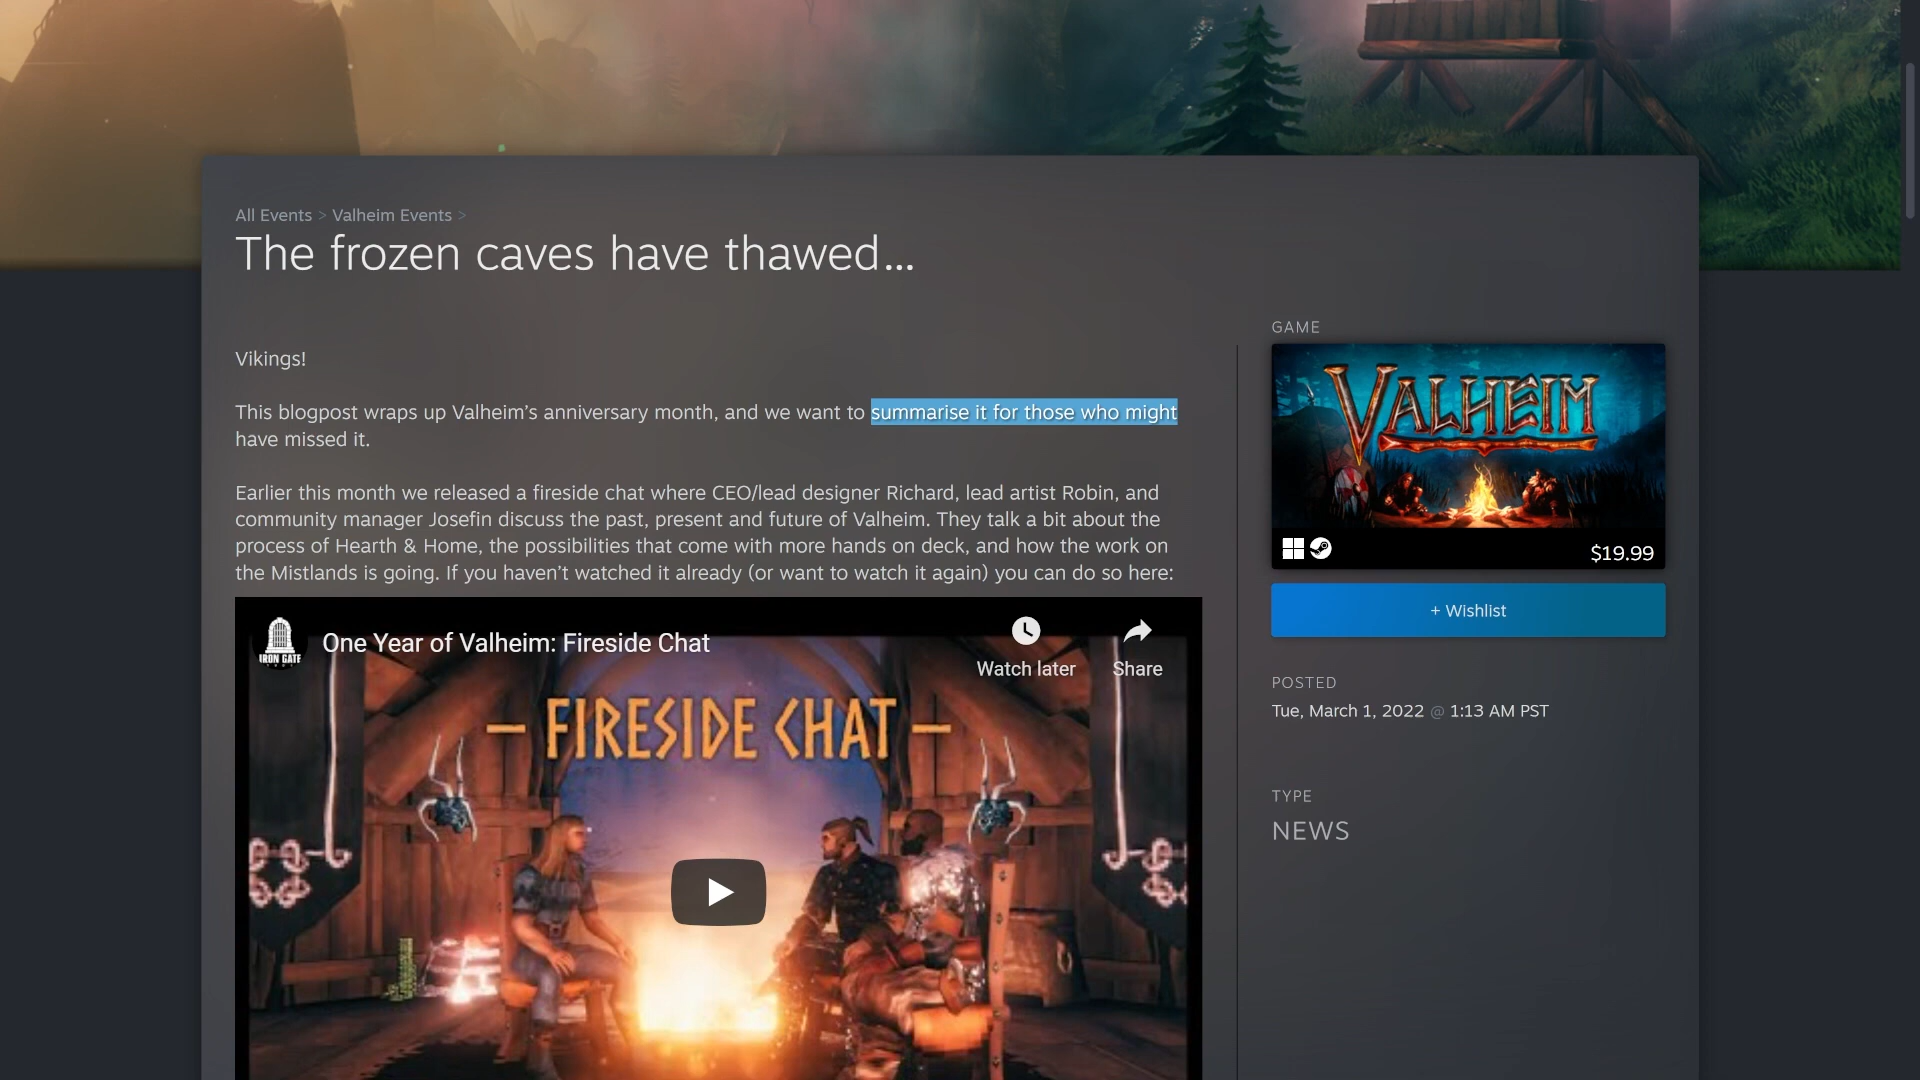 All Events > Valheim Events >
The frozen caves have thawed...
Vikings!
This blogpost wraps up Valheim's anniversary month, and we want to summarise it for those who might
have missed it.
Earlier this month we released a fireside chat where CEO/lead designer Richard, lead artist Robin, and
community manager Josefin discuss the past, present and future of Valheim. They talk a bit about the
process of Hearth & Home, the possibilities that come with more hands on deck, and how the work on
the Mistlands is going. If you haven't watched it already (or want to watch it again) you can do so here:
IRON GATE
One Year of Valheim: Fireside Chat
Watch later
Share
– FIRESIDE CHAT –
GAME
VALHEIM
$19.99
+ Wishlist
POSTED
Tue, March 1, 2022 @ 1:13 AM PST
TYPE
NEWS